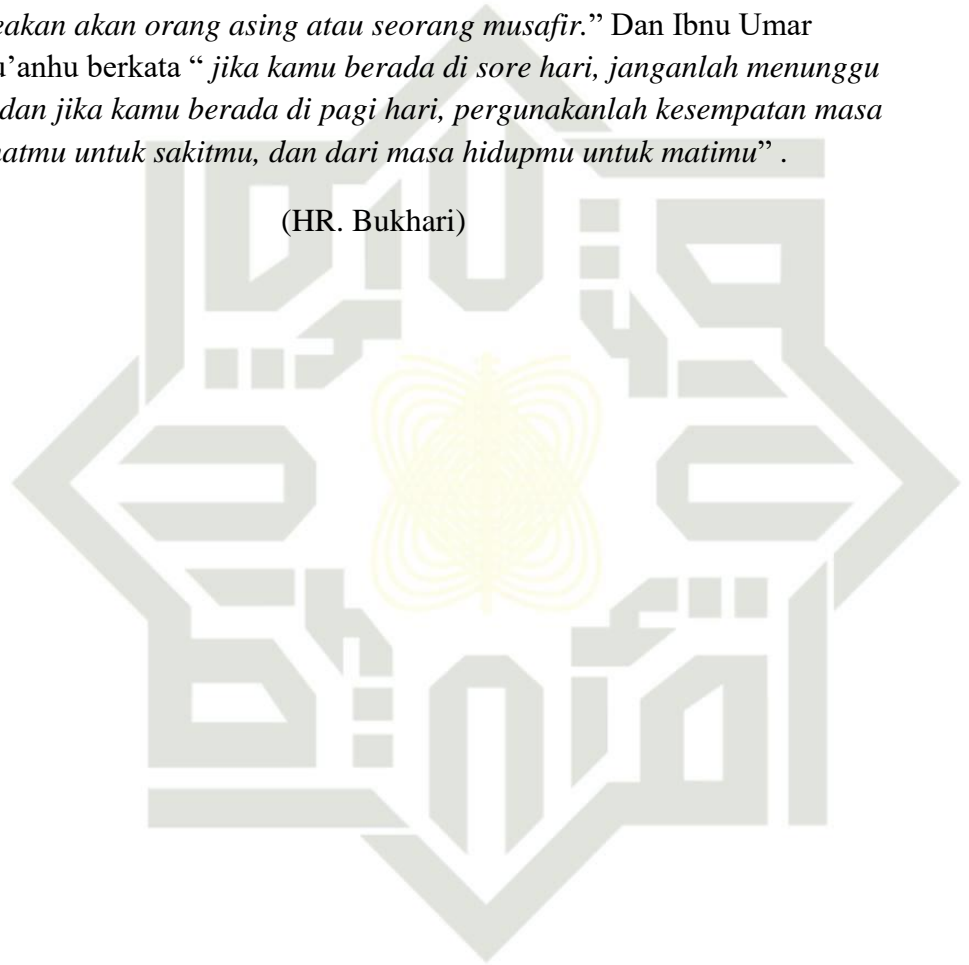 eakan akan orang asing atau seorang musafir.” Dan Ibnu Umar
u’anhu berkata “ jika kamu berada di sore hari, janganlah menunggu
dan jika kamu berada di pagi hari, pergunakanlah kesempatan masa
atmu untuk sakitmu, dan dari masa hidupmu untuk matimu” .
(HR. Bukhari)